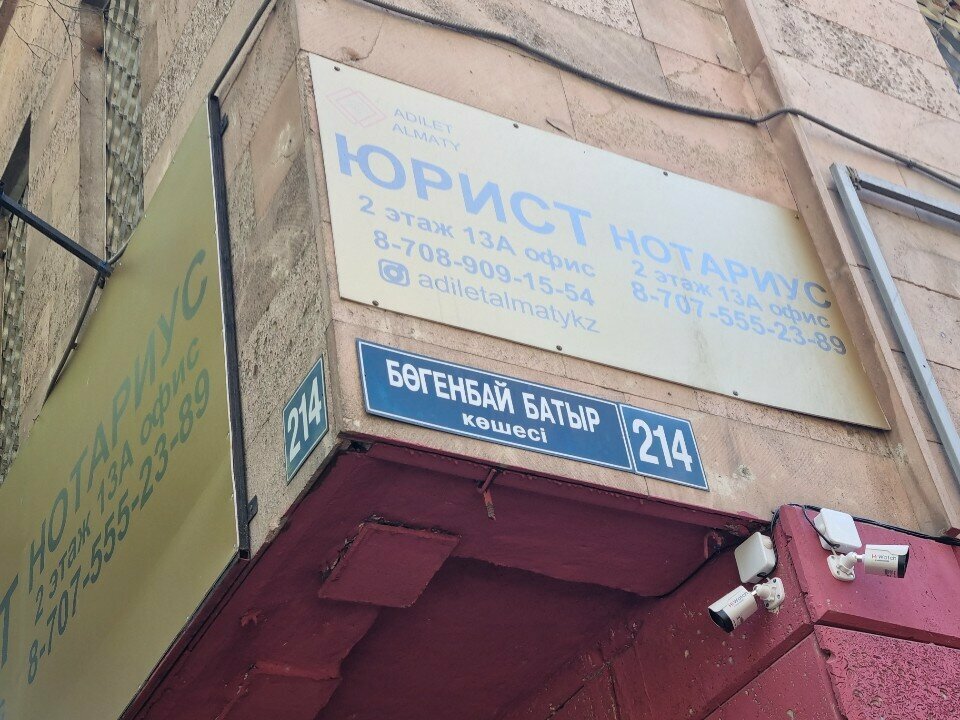 ADILET
ALMATY
ЮРИСТ
2 этаж 13А офис
8-708-909-15-54
adiletalmatykz
НОТАРИУС
2 этаж 13А офис
8-707-555-23-89
БӨГЕНБАЙ БАТЫР
көшесі
214
214
Т НОТАРИУС
2 этаж 13А офис
8-707-555-23-89
HiWatch
HiWatch